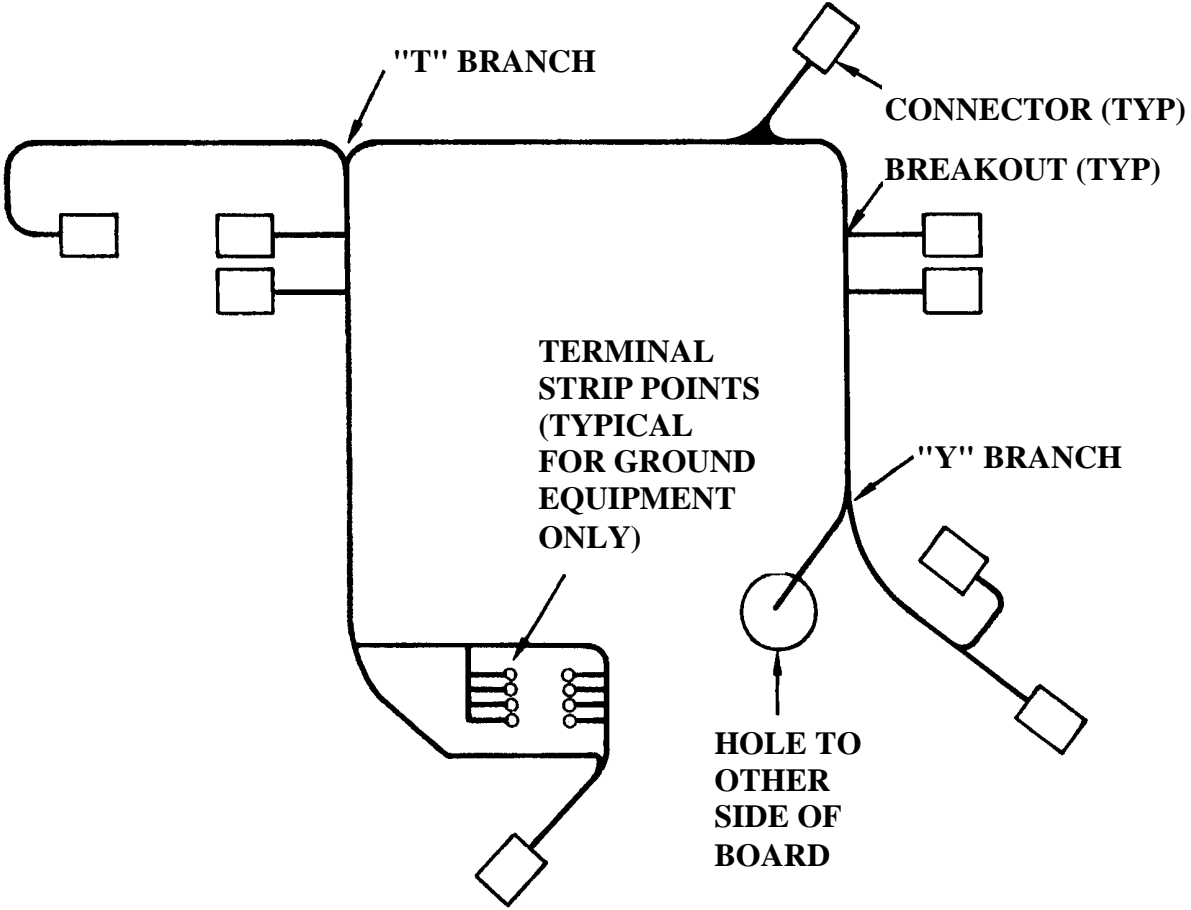 "T" BRANCH
CONNECTOR (TYP)
BREAKOUT (TYP)
TERMINAL
STRIP POINTS
(TYPICAL
FOR GROUND
EQUIPMENT
ONLY)
"Y" BRANCH
HOLE TO
OTHER
SIDE OF
BOARD